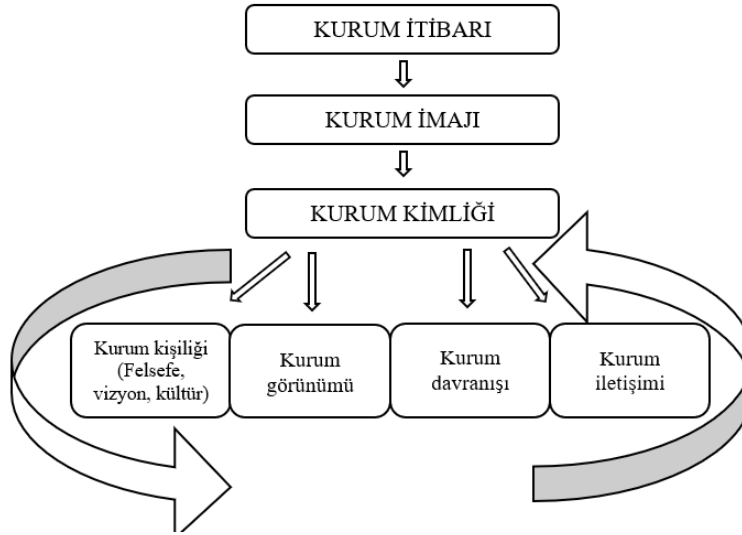 KURUM İTİBARI
KURUM İMAJI
KURUM KİMLİĞİ
Kurum kişiliği
(Felsefe,
vizyon, kültür)
Kurum
görünümü
Kurum
davranışı
Kurum
iletişimi